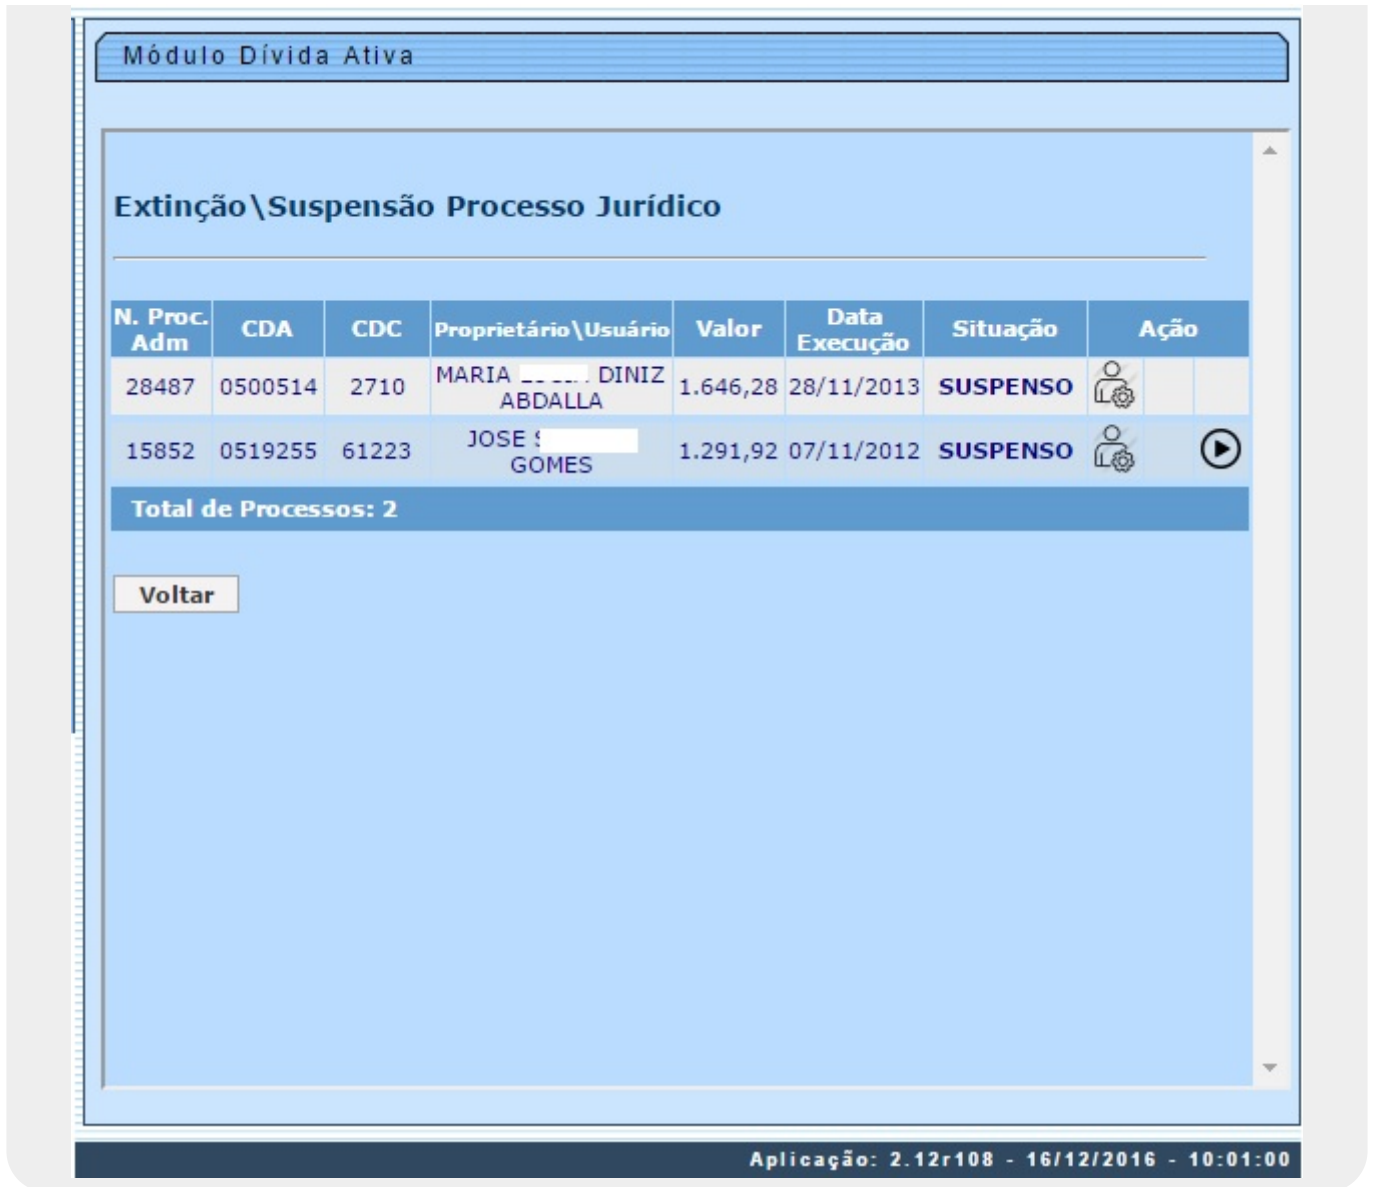 Módulo Dívida Ativa
Extinção\Suspensão Processo Jurídico
N. Proc. Adm CDA CDC Proprietário\Usuário Valor Data Execução Situação Ação
28487 0500514 2710 MARIA DINIZ ABDALLA 1.646,28 28/11/2013 SUSPENSO
15852 0519255 61223 JOSE GOMES 1.291,92 07/11/2012 SUSPENSO
Total de Processos: 2
Voltar
Aplicação: 2.12r108 - 16/12/2016 - 10:01:00